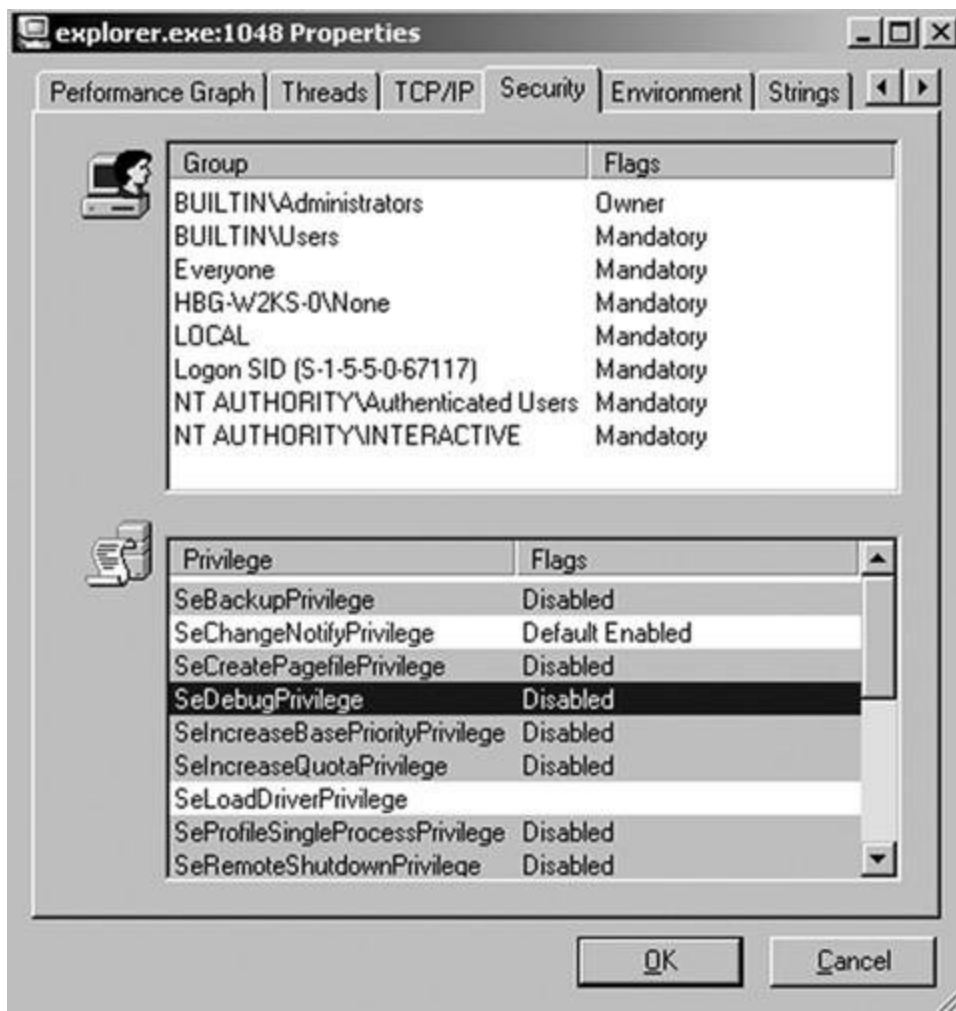 explorer.exe:1048 Properties
Performance Graph Threads TCP/IP Security Environment Strings
Group Flags
BUILTIN\Administrators Owner
BUILTIN\Users Mandatory
Everyone Mandatory
HBG-W2KS-0\None Mandatory
LOCAL Mandatory
Logon SID (S-1-5-5-0-67117) Mandatory
NT AUTHORITY\Authenticated Users Mandatory
NT AUTHORITY\INTERACTIVE Mandatory
Privilege Flags
SeBackupPrivilege Disabled
SeChangeNotifyPrivilege Default Enabled
SeCreatePagefilePrivilege Disabled
SeDebugPrivilege Disabled
SeIncreaseBasePriorityPrivilege Disabled
SeIncreaseQuotaPrivilege Disabled
SeLoadDriverPrivilege
SeProfileSingleProcessPrivilege Disabled
SeRemoteShutdownPrivilege Disabled
OK Cancel